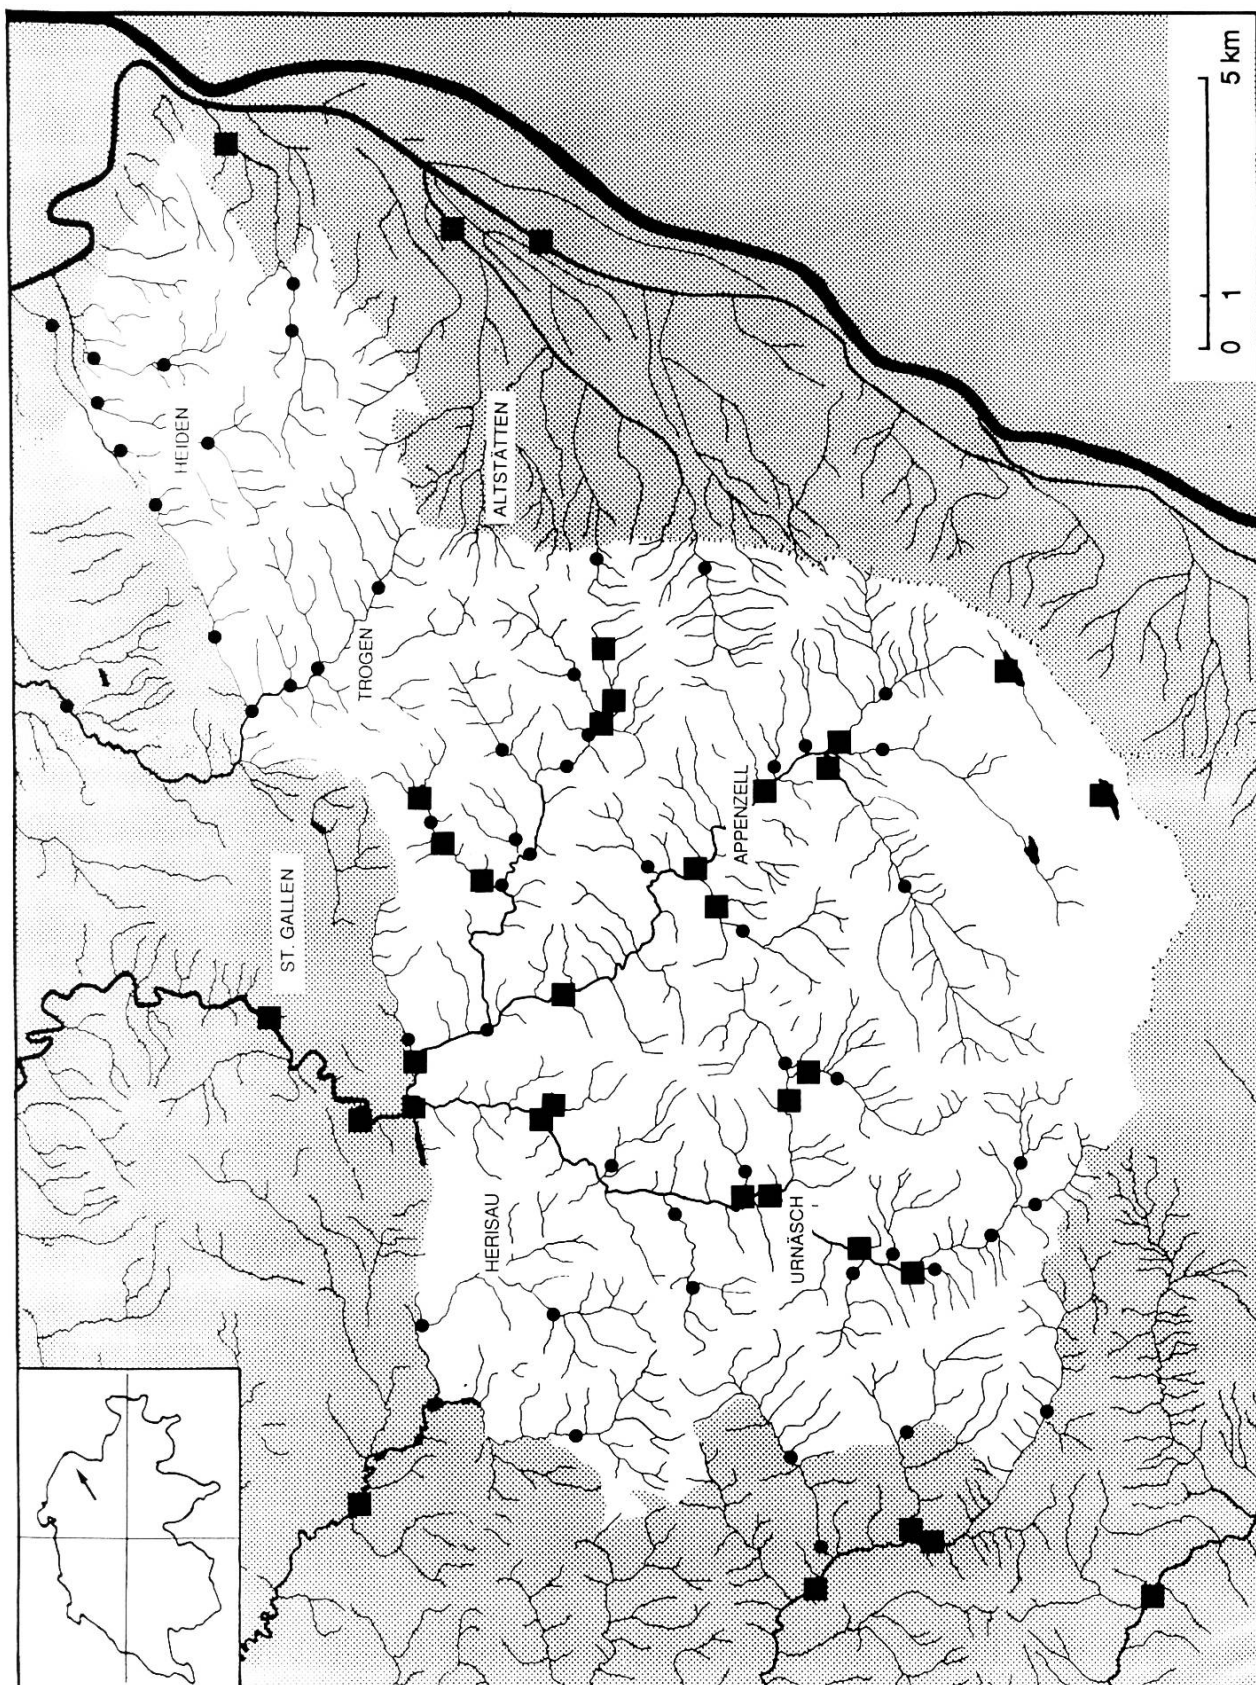 HEIDEN
ALTSTÄTTEN
TROGEN
ST. GALLEN
APPENZELL
HERISAU
URNÄSCH
0 1 5 km